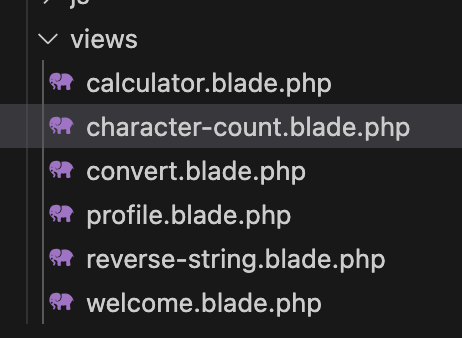 js
views
calculator.blade.php
character-count.blade.php
convert.blade.php
profile.blade.php
reverse-string.blade.php
welcome.blade.php